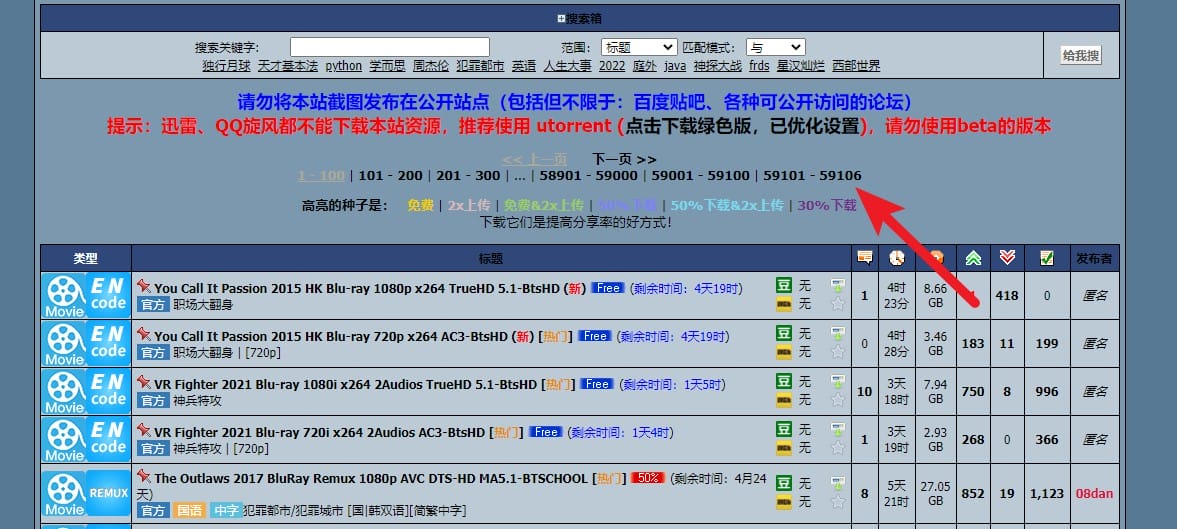 搜索箱
搜索关键字: 范围: 标题 匹配模式: 与 给我搜
独行月球 天才基本法 python 学而思 周杰伦 犯罪都市 英语 人生大事 2022 庭外 java 神探大战 frds 星汉灿烂 西部世界
请勿将本站截图发布在公开站点（包括但不限于：百度贴吧、各种可公开访问的论坛）
提示：迅雷、QQ旋风都不能下载本站资源，推荐使用 utorrent (点击下载绿色版，已优化设置)，请勿使用beta的版本
<< 上一页 下一页 >>
1 - 100 | 101 - 200 | 201 - 300 | ... | 58901 - 59000 | 59001 - 59100 | 59101 - 59106
高亮的种子是： 免费 | 2x上传 | 免费&2x上传 | 50%下载 | 50%下载&2x上传 | 30%下载
下载它们是提高分享率的好方式！
类型 标题 发布者
Movie EN code You Call It Passion 2015 HK Blu-ray 1080p x264 TrueHD 5.1-BtsHD (新) Free (剩余时间：4天19时) 豆 无 1 4时 8.66 418 0 匿名
官方 职场大翻身 无 23分 GB
Movie EN code You Call It Passion 2015 HK Blu-ray 720p x264 AC3-BtsHD (新) [热门] Free (剩余时间：4天19时) 豆 无 0 4时 3.46 183 11 199 匿名
官方 职场大翻身 | [720p] 无 28分 GB
Movie EN code VR Fighter 2021 Blu-ray 1080i x264 2Audios TrueHD 5.1-BtsHD [热门] Free (剩余时间：1天5时) 豆 无 10 3天 7.94 750 8 996 匿名
官方 神兵特攻 无 18时 GB
Movie EN code VR Fighter 2021 Blu-ray 720i x264 2Audios AC3-BtsHD [热门] Free (剩余时间：1天4时) 豆 无 1 3天 2.93 268 0 366 匿名
官方 神兵特攻 | [720p] 无 19时 GB
Movie REMUX The Outlaws 2017 BluRay Remux 1080p AVC DTS-HD MA5.1-BTSCHOOL [热门] 50% (剩余时间：4月24 豆 无 8 5天 27.05 852 19 1,123 08dan
天) 无 21时 GB
官方 国语 中字 犯罪都市/犯罪城市 [国|韩双语][简繁中字]